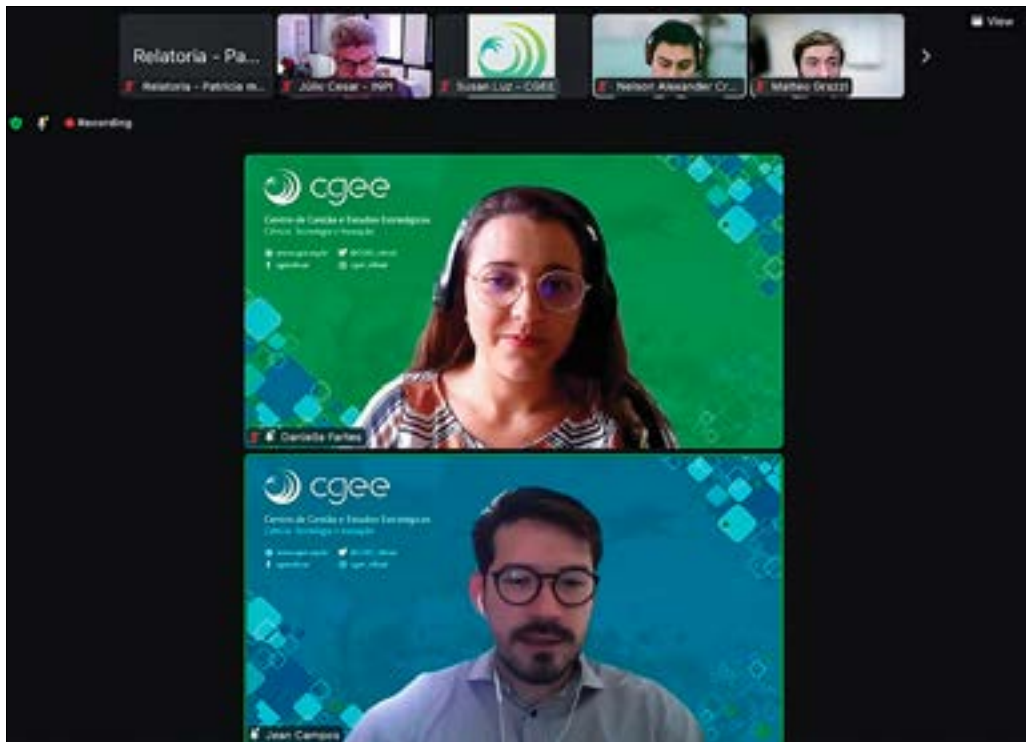 View
Relatoria - Pa...
Relatoria - Patricia m...
Júlio César - INPI
Susan Luz - CGEE
Nelson Alexander Cr...
Matteo Grazzi
Recording
cgee
Centro de Gestão e Estudos Estratégicos
Ciência, Tecnologia e Inovação
Daniella Fartes
cgee
Centro de Gestão e Estudos Estratégicos
Ciência, Tecnologia e Inovação
Jean Campos